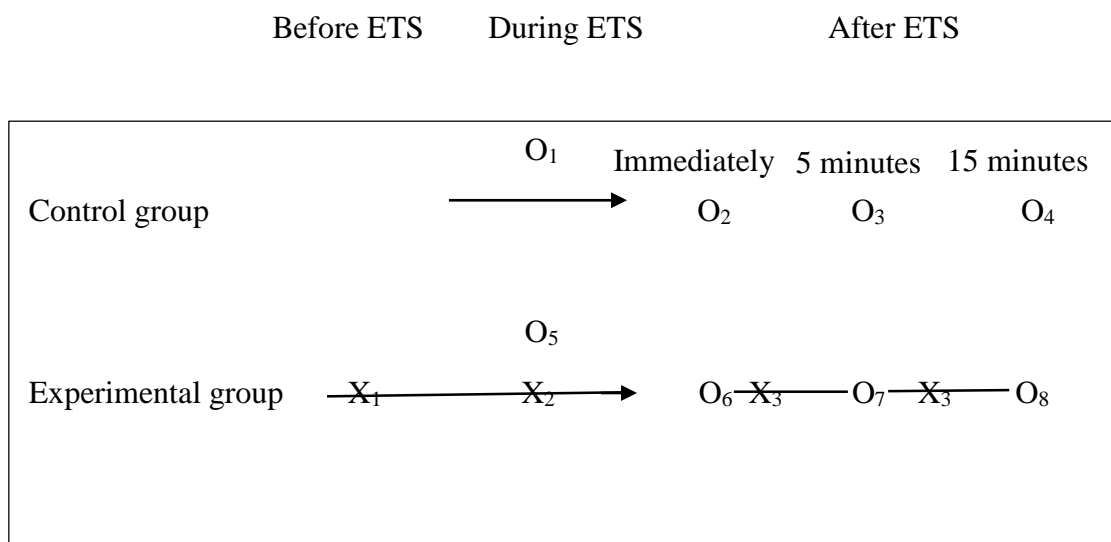 Before ETS During ETS After ETS
O₁
Immediately 5 minutes 15 minutes
Control group O₂ O₃ O₄
O₅
Experimental group X₁ X₂ O₆ X₃ O₇ X₃ O₈